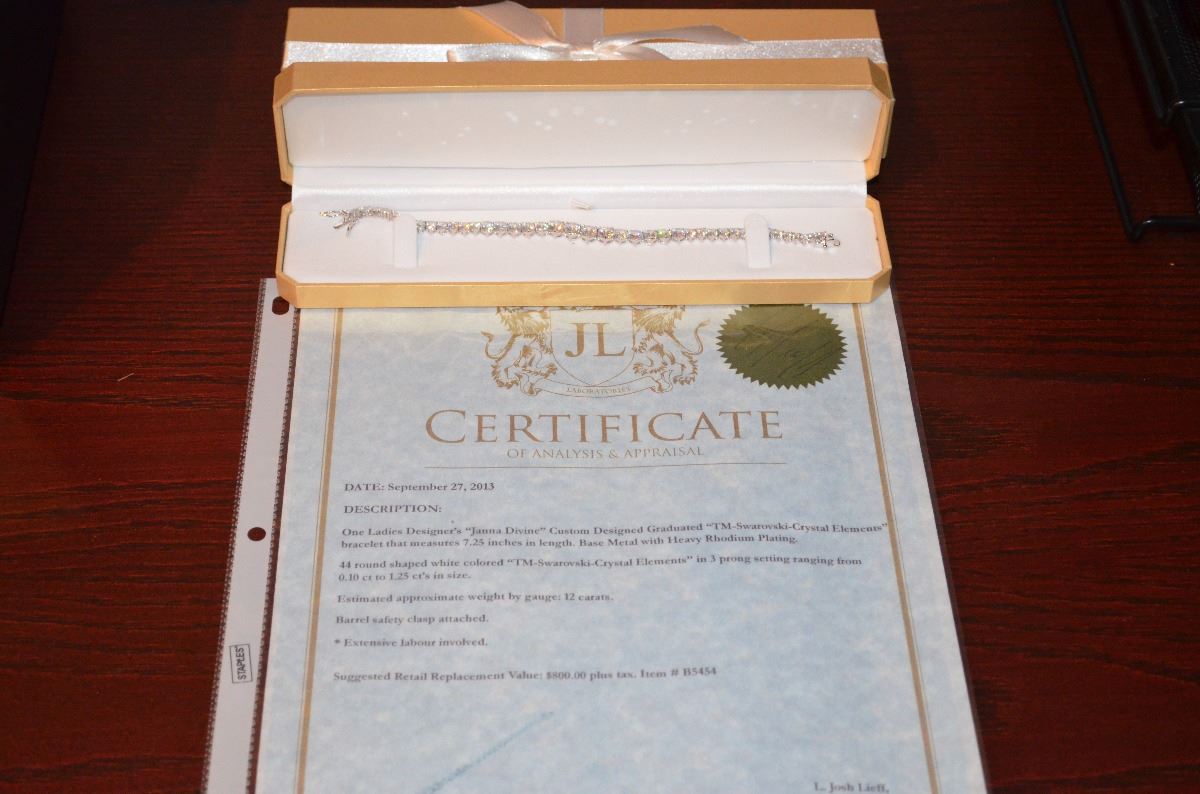 JL
LABORATORIES
CERTIFICATE
OF ANALYSIS & APPRAISAL
DATE: September 27, 2013
DESCRIPTION:
One Ladies Designer's "Janna Divine" Custom Designed Graduated "TM-Swarovski-Crystal Elements"
bracelet that measures 7.25 inches in length. Base Metal with Heavy Rhodium Plating.
44 round shaped white colored "TM-Swarovski-Crystal Elements" in 3 prong setting ranging from
0.10 ct to 1.25 ct's in size.
Estimated approximate weight by gauge: 12 carats.
Barrel safety clasp attached.
* Extensive labour involved.
Suggested Retail Replacement Value: $800.00 plus tax. Item # B5454
L. Josh Lieff,
STAPLES